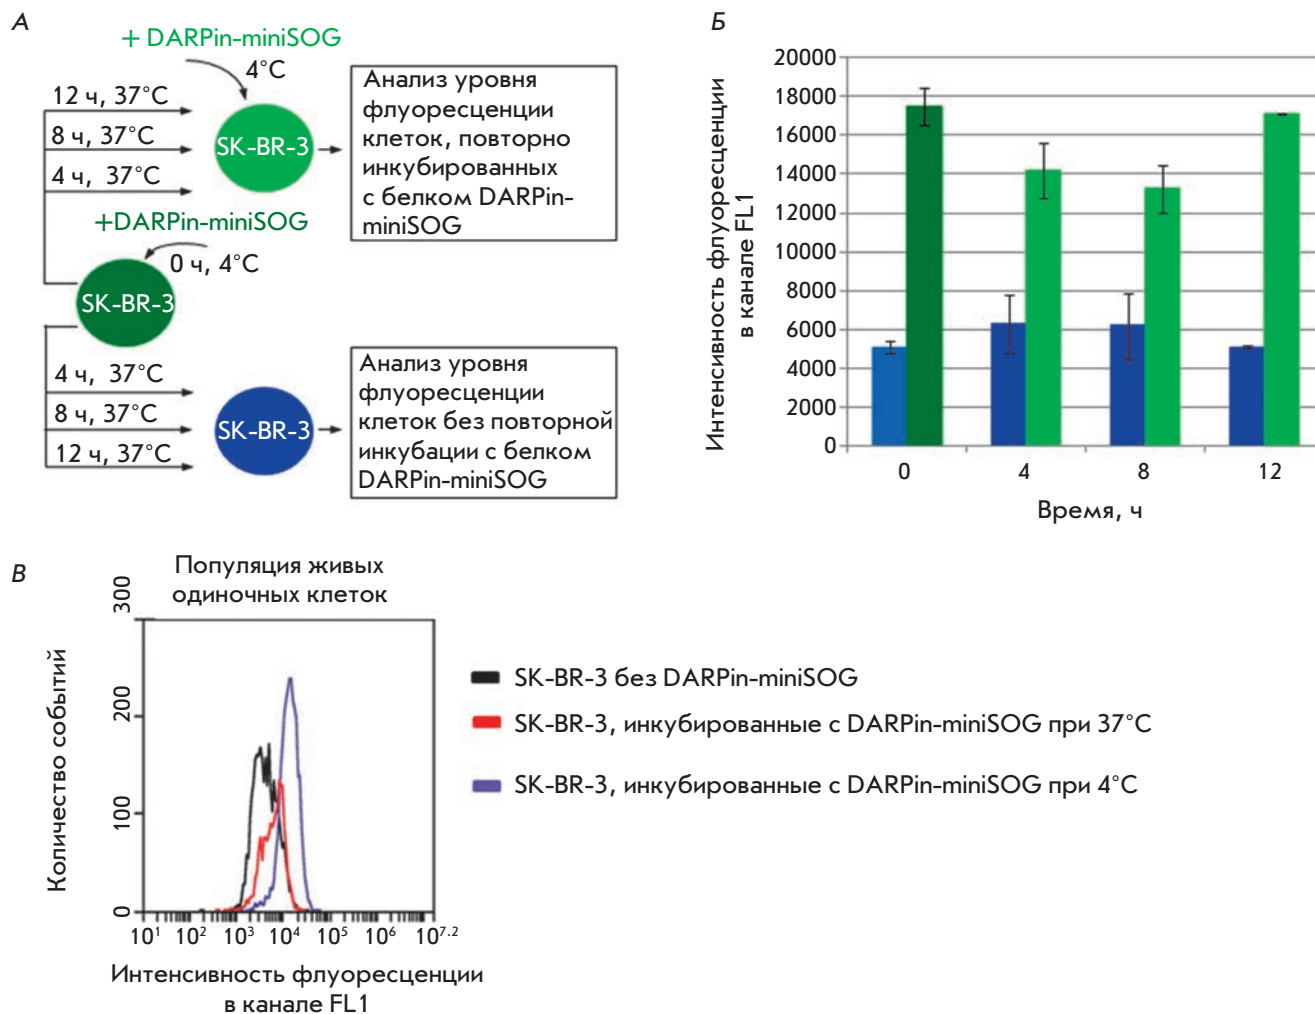 А
+ DARPin-miniSOG
4°C
12 ч, 37°C
8 ч, 37°C
4 ч, 37°C
SK-BR-3
Анализ уровня
флуоресценции
клеток, повторно
инкубированных
с белком DARPin-
miniSOG
+DARPin-miniSOG
0 ч, 4°C
SK-BR-3
4 ч, 37°C
8 ч, 37°C
12 ч, 37°C
SK-BR-3
Анализ уровня
флуоресценции
клеток без повторной
инкубации с белком
DARPin-miniSOG
Б
Интенсивность флуоресценции
в канале FL1
20000
18000
16000
14000
12000
10000
8000
6000
4000
2000
0
0 4 8 12
Время, ч
В
Популяция живых
одиночных клеток
Количество событий
300
200
100
0
10¹ 10² 10³ 10⁴ 10⁵ 10⁶ 10⁷·²
Интенсивность флуоресценции
в канале FL1
SK-BR-3 без DARPin-miniSOG
SK-BR-3, инкубированные с DARPin-miniSOG при 37°C
SK-BR-3, инкубированные с DARPin-miniSOG при 4°C